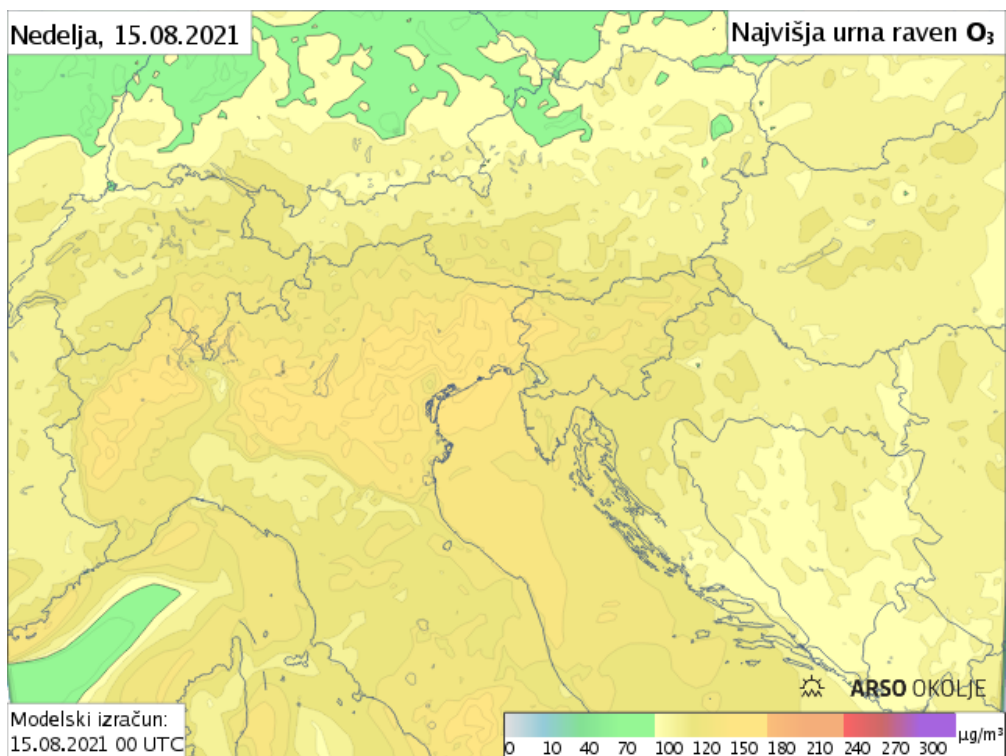 Nedelja, 15.08.2021
Najvišja urna raven O₃
ARSO OKOLJE
Modelski izračun:
15.08.2021 00 UTC
0 10 40 70 100 120 150 180 210 240 270 300 µg/m³